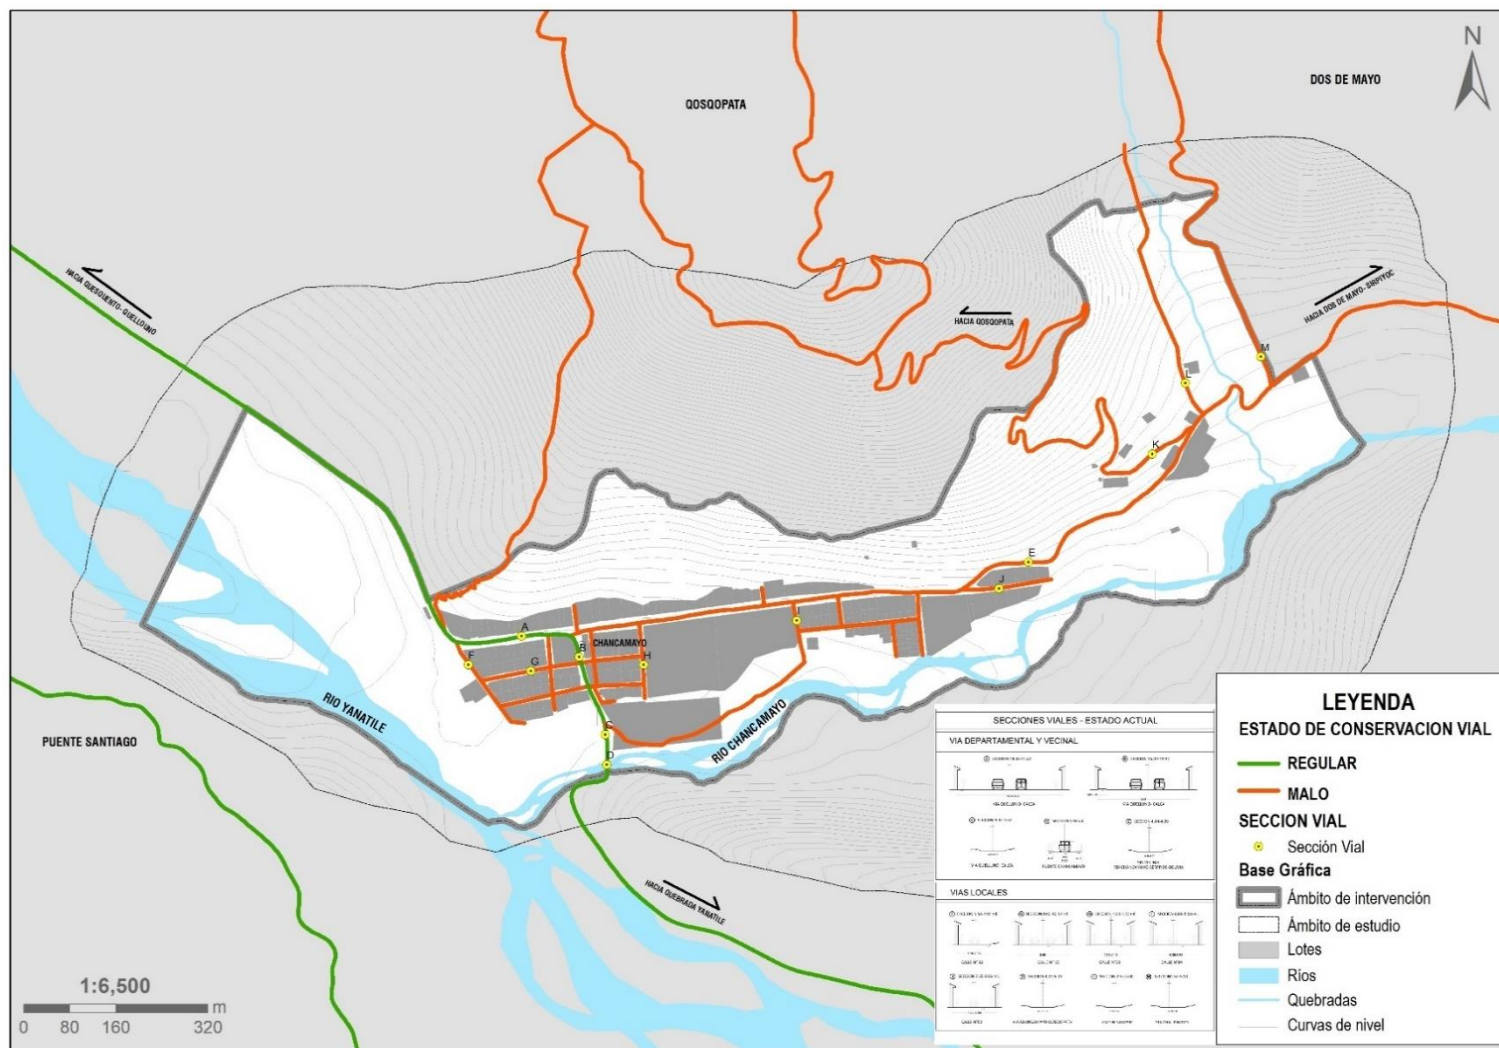 N
DOS DE MAYO
QOSQOPATA
HACIA QUESQUENTO- QUELLOUNO
HACIA DOS DE MAYO- SIRPIYOC
HACIA QOSQOPATA
M
L
K
E
J
I
A
CHANCAMAYO
B
H
F
G
C
D
RIO YANATILE
RIO CHANCAMAYO
PUENTE SANTIAGO
HACIA QUEBRADA YANATILE
1:6,500
m
0 80 160 320
SECCIONES VIALES - ESTADO ACTUAL
VIA DEPARTAMENTAL Y VECINAL
VIAS LOCALES
LEYENDA
ESTADO DE CONSERVACION VIAL
REGULAR
MALO
SECCION VIAL
Sección Vial
Base Gráfica
Ámbito de intervención
Ámbito de estudio
Lotes
Ríos
Quebradas
Curvas de nivel